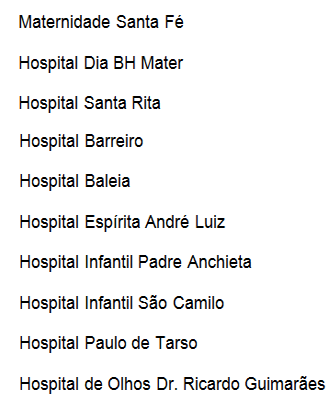 Maternidade Santa Fé
Hospital Dia BH Mater
Hospital Santa Rita
Hospital Barreiro
Hospital Baleia
Hospital Espírita André Luiz
Hospital Infantil Padre Anchieta
Hospital Infantil São Camilo
Hospital Paulo de Tarso
Hospital de Olhos Dr. Ricardo Guimarães